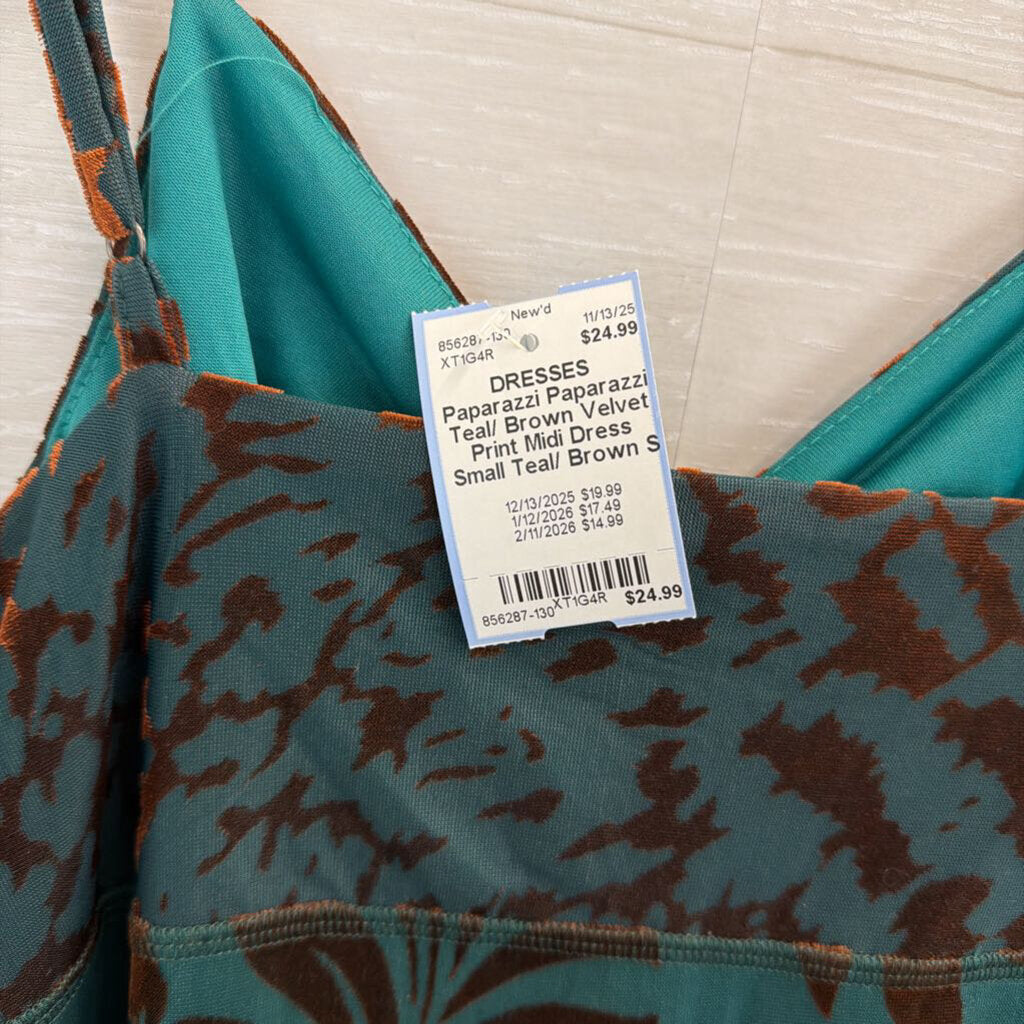 New'd 11/13/25
856287-130 $24.99
XT1G4R
DRESSES
Paparazzi Paparazzi
Teal/ Brown Velvet
Print Midi Dress
Small Teal/ Brown S
12/13/2025 $19.99
1/12/2026 $17.49
2/11/2026 $14.99
856287-130 XT1G4R $24.99